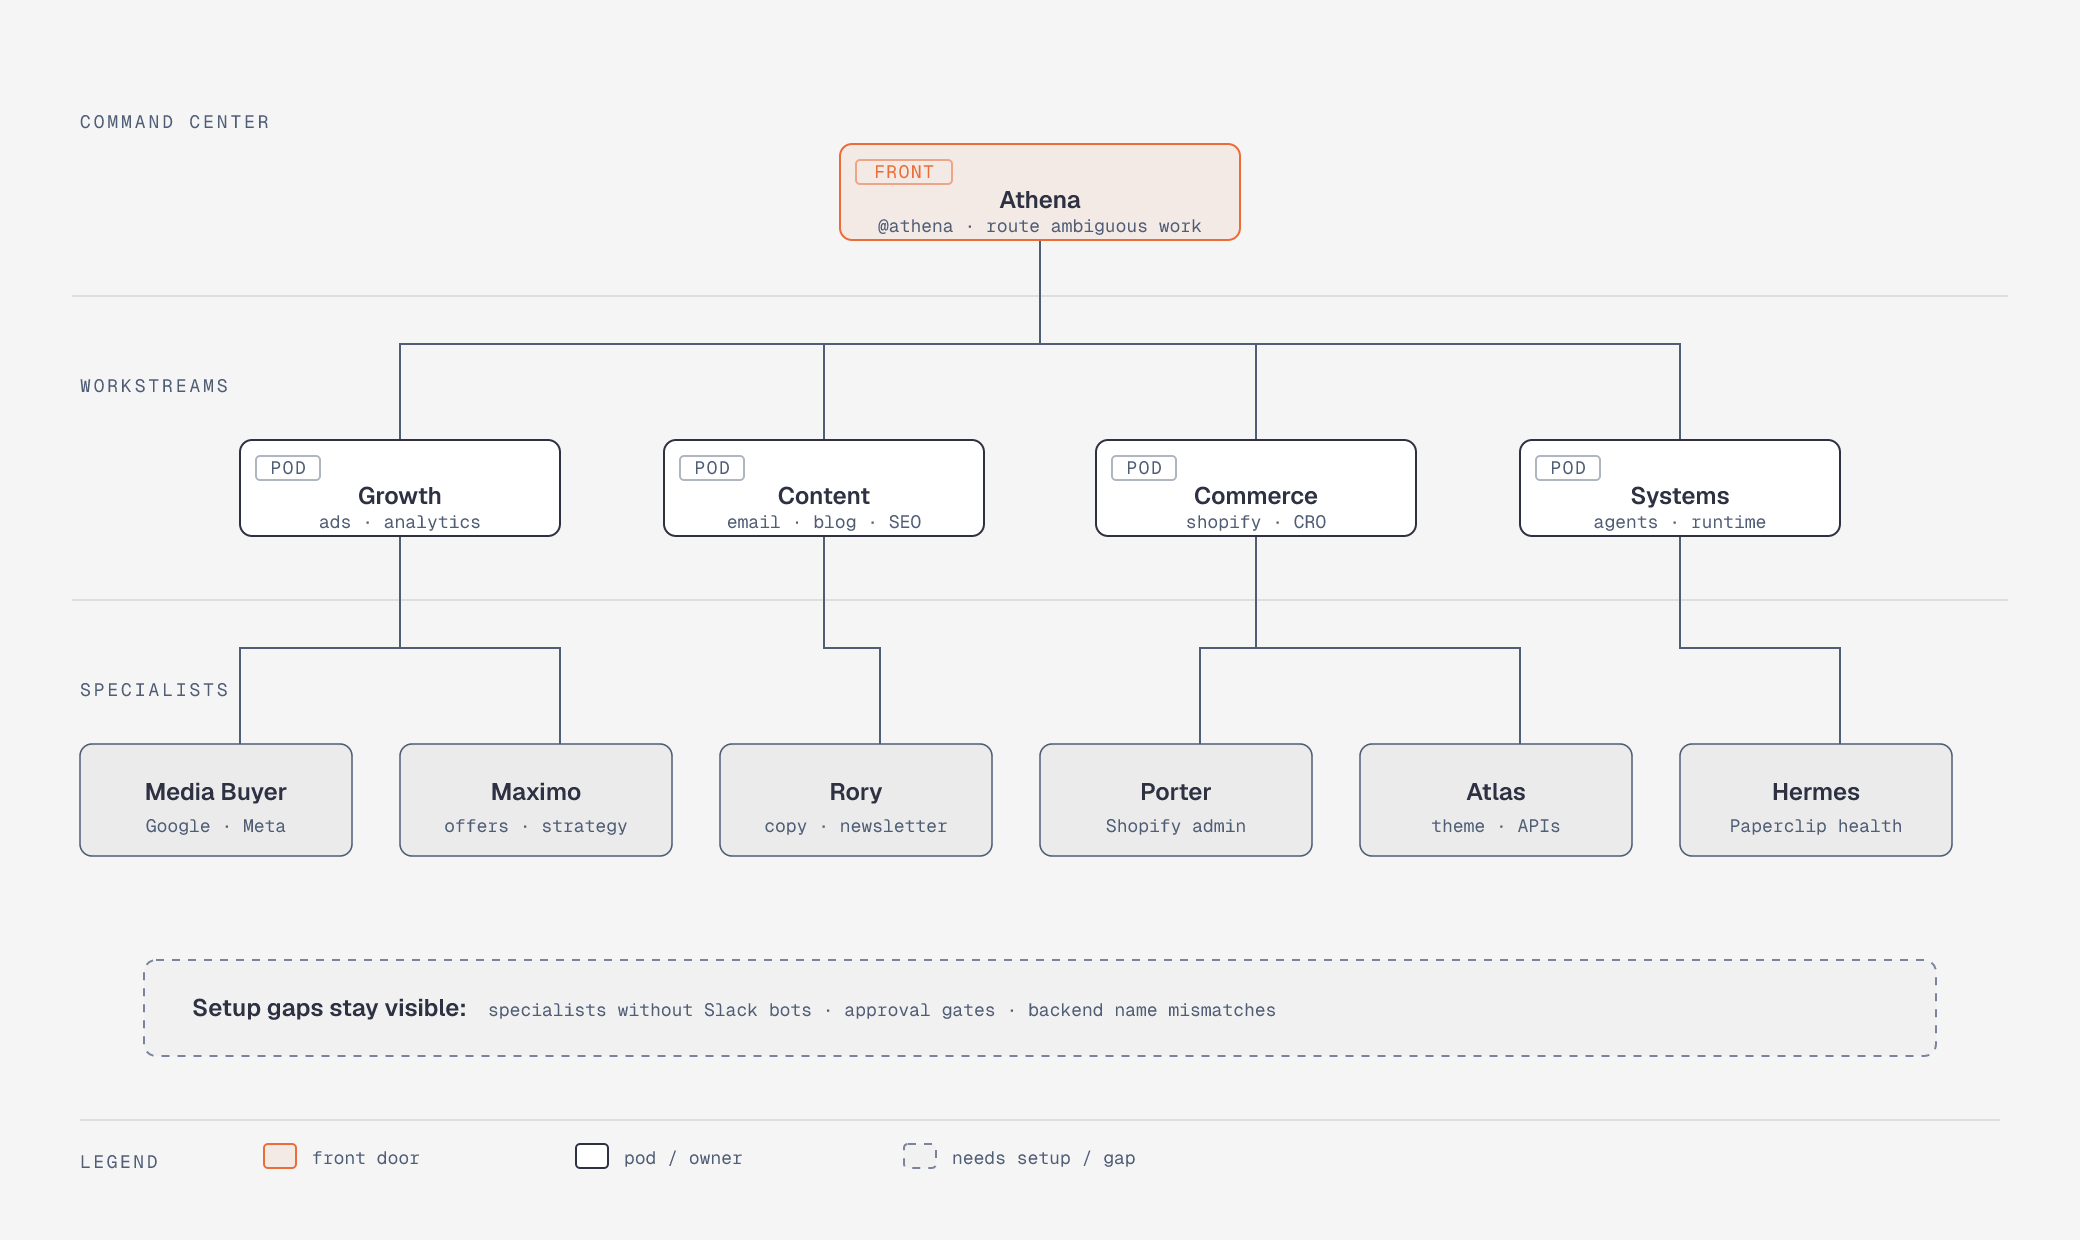 COMMAND CENTER
FRONT
Athena
@athena · route ambiguous work
WORKSTREAMS
POD
Growth
ads · analytics
POD
Content
email · blog · SEO
POD
Commerce
shopify · CRO
POD
Systems
agents · runtime
SPECIALISTS
Media Buyer
Google · Meta
Maximo
offers · strategy
Rory
copy · newsletter
Porter
Shopify admin
Atlas
theme · APIs
Hermes
Paperclip health
Setup gaps stay visible: specialists without Slack bots · approval gates · backend name mismatches
LEGEND
front door
pod / owner
needs setup / gap